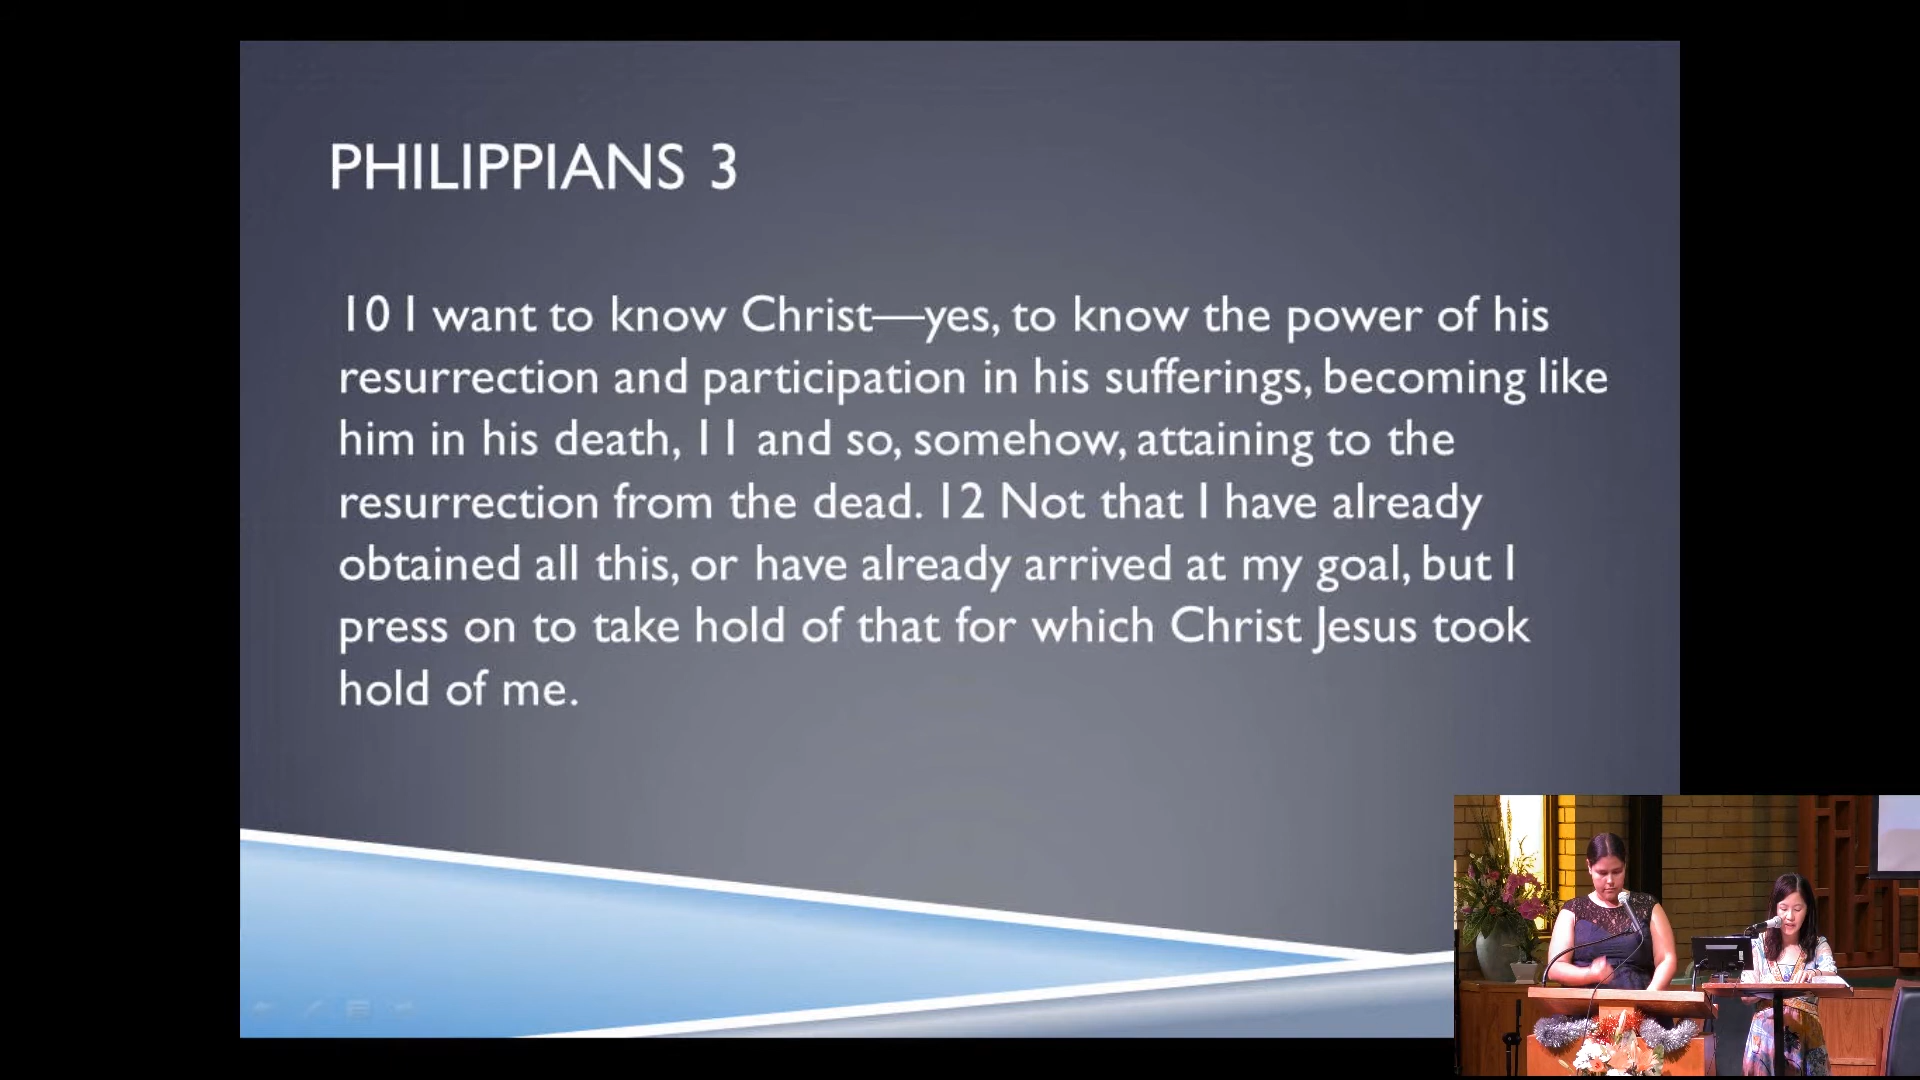 PHILIPPIANS 3
10 I want to know Christ—yes, to know the power of his
resurrection and participation in his sufferings, becoming like
him in his death, 11 and so, somehow, attaining to the
resurrection from the dead. 12 Not that I have already
obtained all this, or have already arrived at my goal, but I
press on to take hold of that for which Christ Jesus took
hold of me.